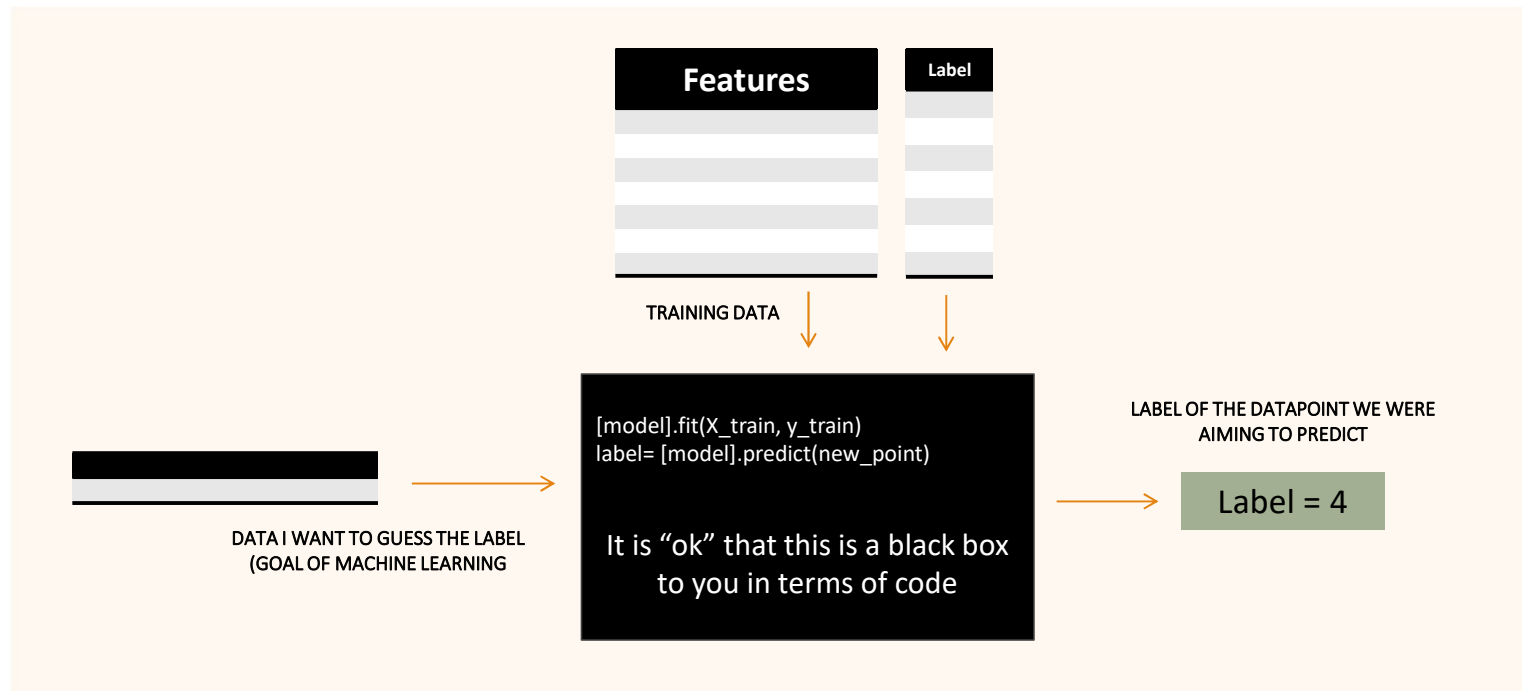 Features
Label
TRAINING DATA
[model].fit(X_train, y_train)
label= [model].predict(new_point)
It is “ok” that this is a black box
to you in terms of code
DATA I WANT TO GUESS THE LABEL
(GOAL OF MACHINE LEARNING
LABEL OF THE DATAPOINT WE WERE
AIMING TO PREDICT
Label = 4